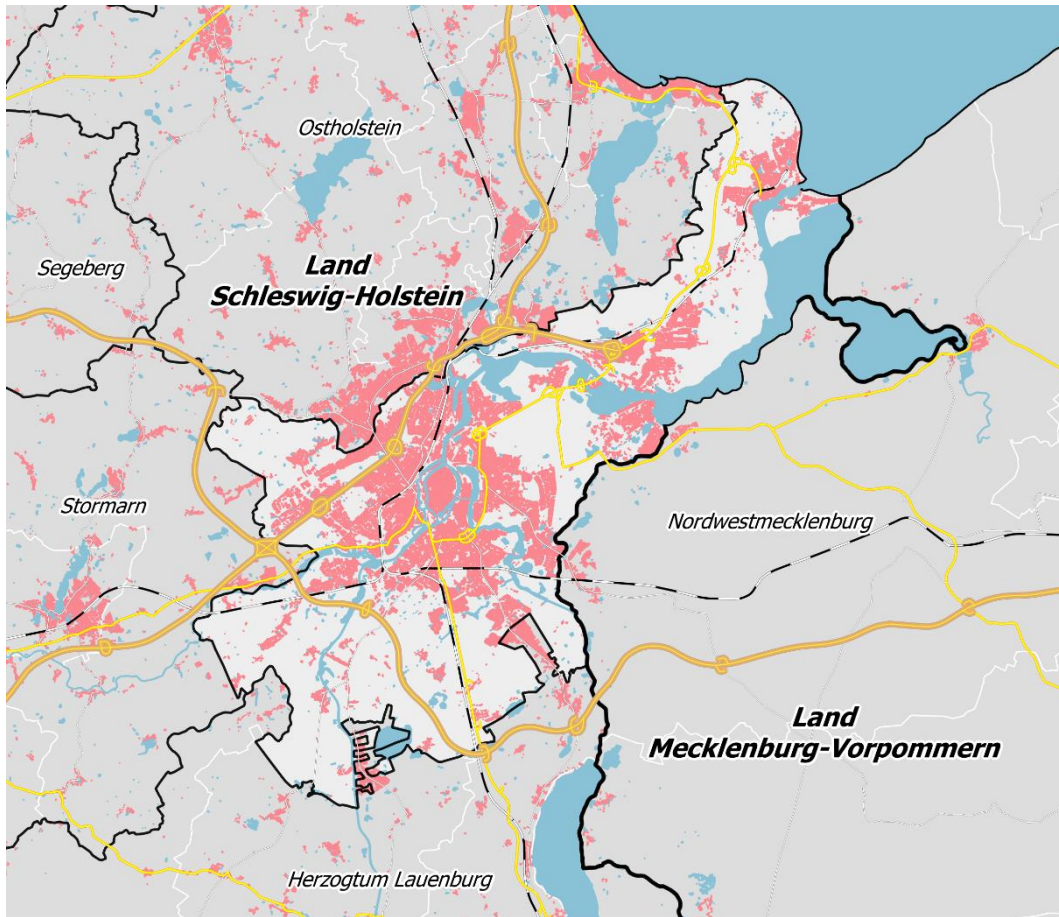 Ostholstein
Segeberg
Land
Schleswig-Holstein
Stormarn
Nordwestmecklenburg
Land
Mecklenburg-Vorpommern
Herzogtum Lauenburg